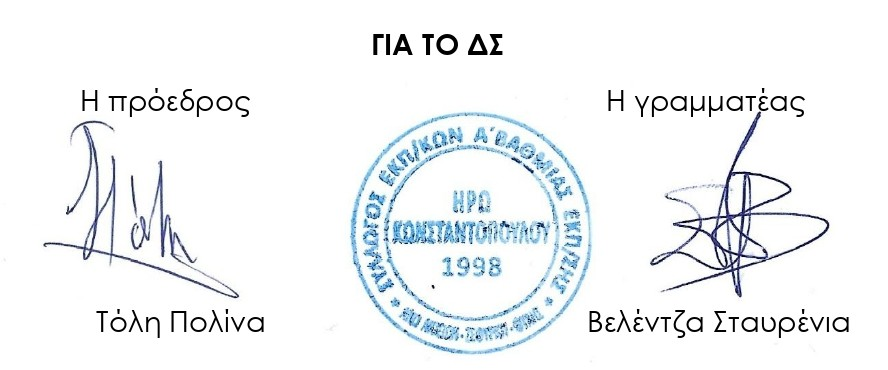 ΓΙΑ ΤΟ ΔΣ
Η πρόεδρος
Η γραμματέας
ΣΥΛΛΟΓΟΣ ΕΚΠ/ΚΩΝ Α΄ΒΑΘΜΙΑΣ ΕΚΠ/ΣΗΣ
ΗΡΩ
ΚΩΝΣΤΑΝΤΟΠΟΥΛΟΥ
1998
Τόλη Πολίνα
Βελέντζα Σταυρένια